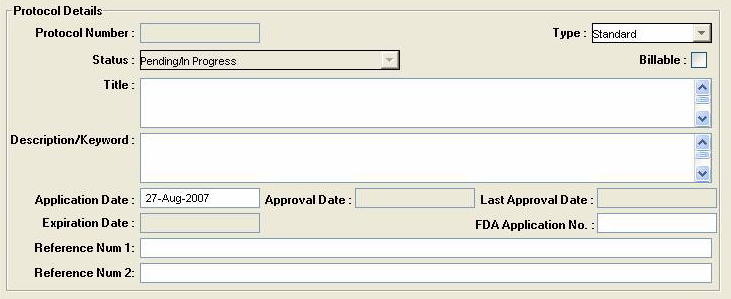 Protocol Details
Protocol Number : Type : Standard
Status : Pending/In Progress Billable :
Title :
Description/Keyword :
Application Date : 27-Aug-2007 Approval Date : Last Approval Date :
Expiration Date : FDA Application No. :
Reference Num 1:
Reference Num 2: